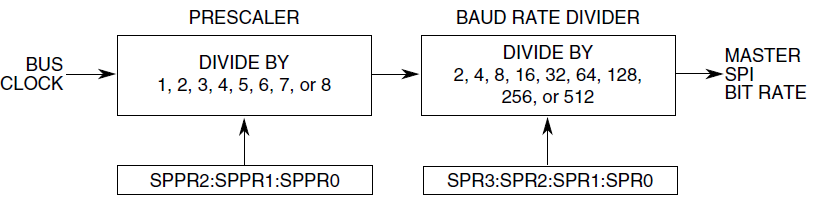 PRESCALER
BAUD RATE DIVIDER
BUS
CLOCK
DIVIDE BY
1, 2, 3, 4, 5, 6, 7, or 8
DIVIDE BY
2, 4, 8, 16, 32, 64, 128,
256, or 512
MASTER
SPI
BIT RATE
SPPR2:SPPR1:SPPR0
SPR3:SPR2:SPR1:SPR0